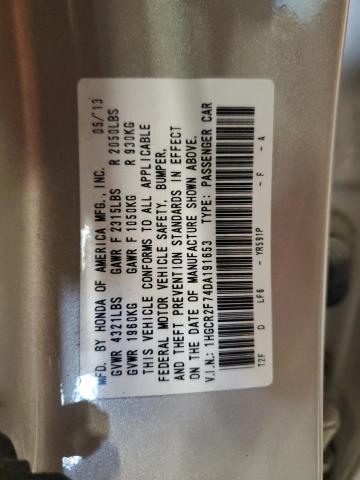 MFD. BY HONDA OF AMERICA MFG., INC. 05/'13
GVWR 4321LBS GAWR F 2315LBS R 2050LBS
GVWR 1960KG GAWR F 1050KG R 930KG
THIS VEHICLE CONFORMS TO ALL APPLICABLE
FEDERAL MOTOR VEHICLE SAFETY, BUMPER,
AND THEFT PREVENTION STANDARDS IN EFFECT
ON THE DATE OF MANUFACTURE SHOWN ABOVE.
V.I.N.: 1HGCR2F74DA191653 TYPE: PASSENGER CAR
T2F D LF6 - YR591P - F - A